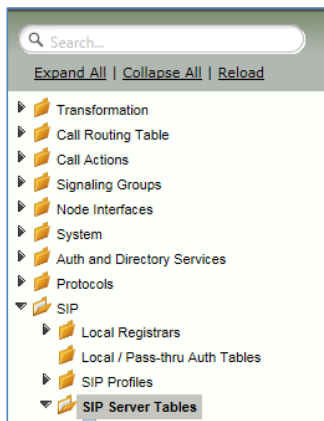 Search...
Expand All | Collapse All | Reload
Transformation
Call Routing Table
Call Actions
Signaling Groups
Node Interfaces
System
Auth and Directory Services
Protocols
SIP
Local Registrars
Local / Pass-thru Auth Tables
SIP Profiles
SIP Server Tables